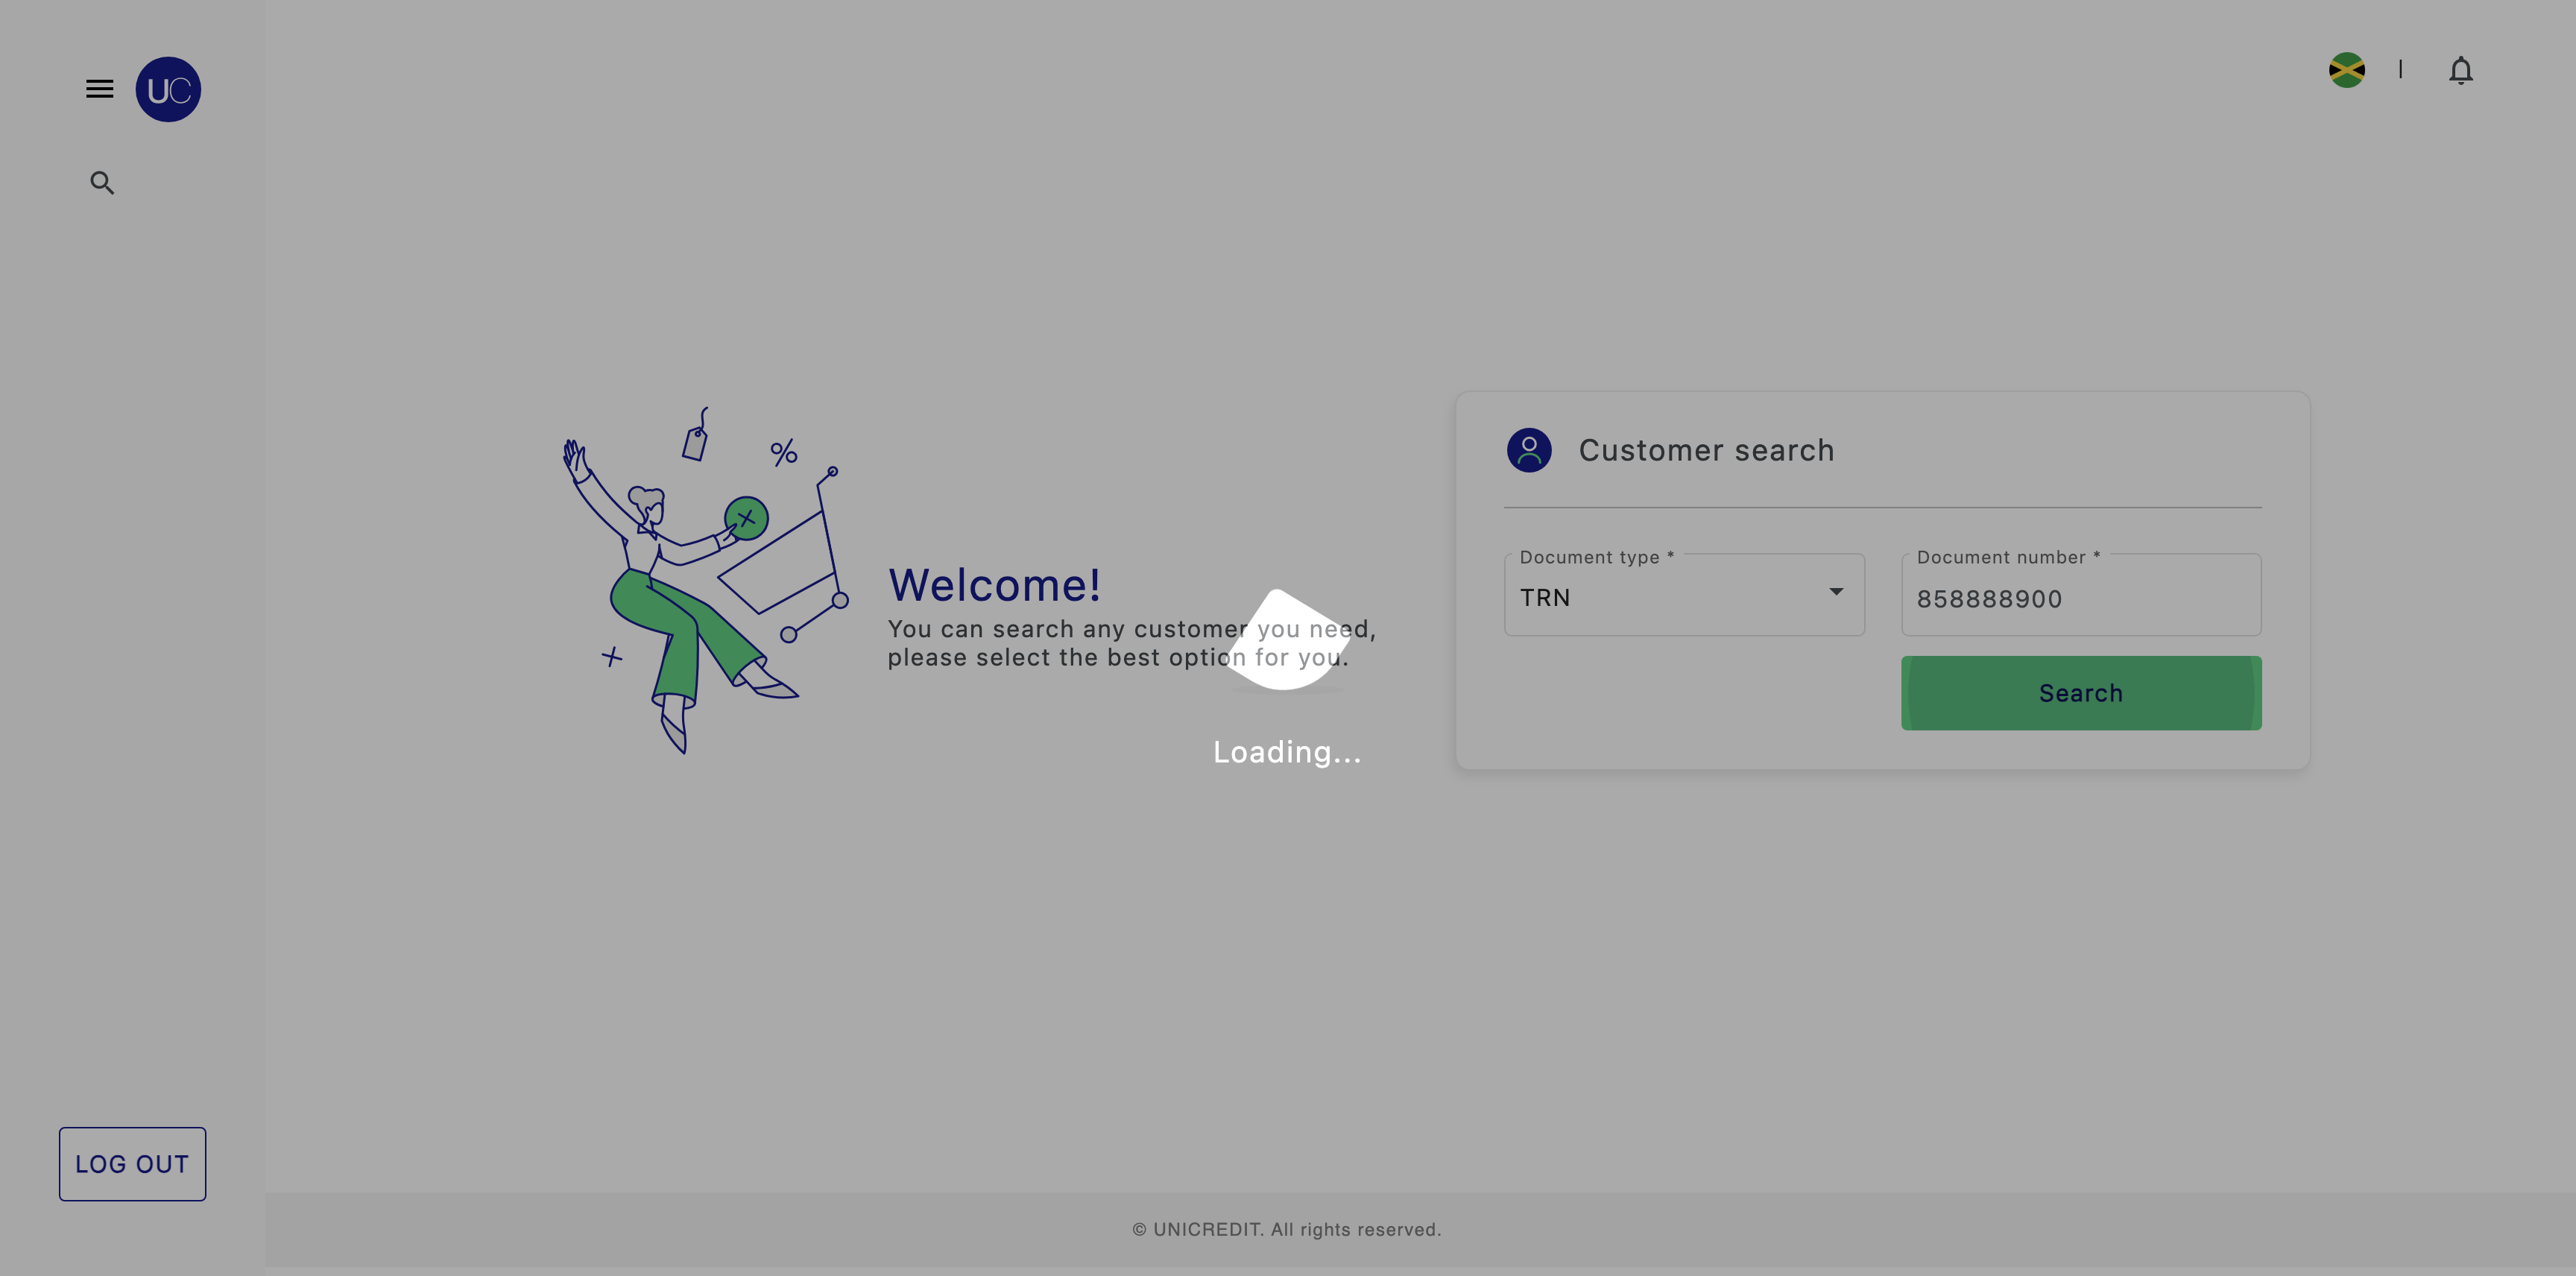 UC
Customer search
Document type *
TRN
Document number *
858888900
Search
Welcome!
You can search any customer you need,
please select the best option for you.
Loading...
LOG OUT
© UNICREDIT. All rights reserved.